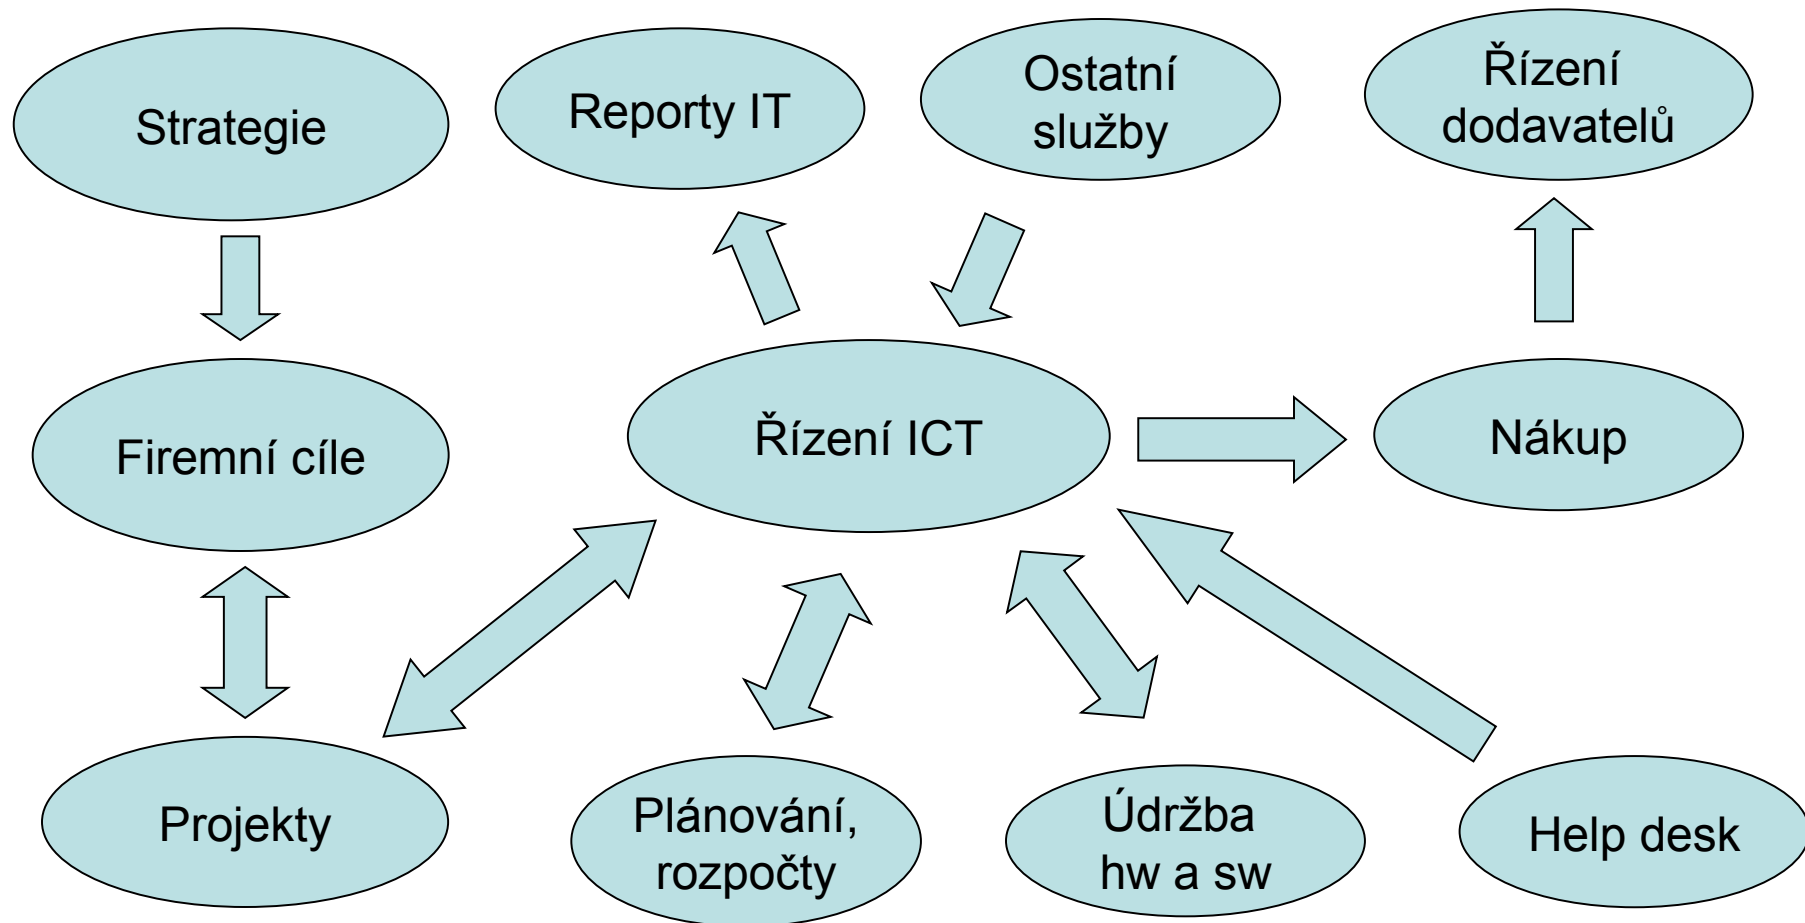 Strategie
Reporty IT
Ostatní
služby
Řízení
dodavatelů
Firemní cíle
Řízení ICT
Nákup
Projekty
Plánování,
rozpočty
Údržba
hw a sw
Help desk